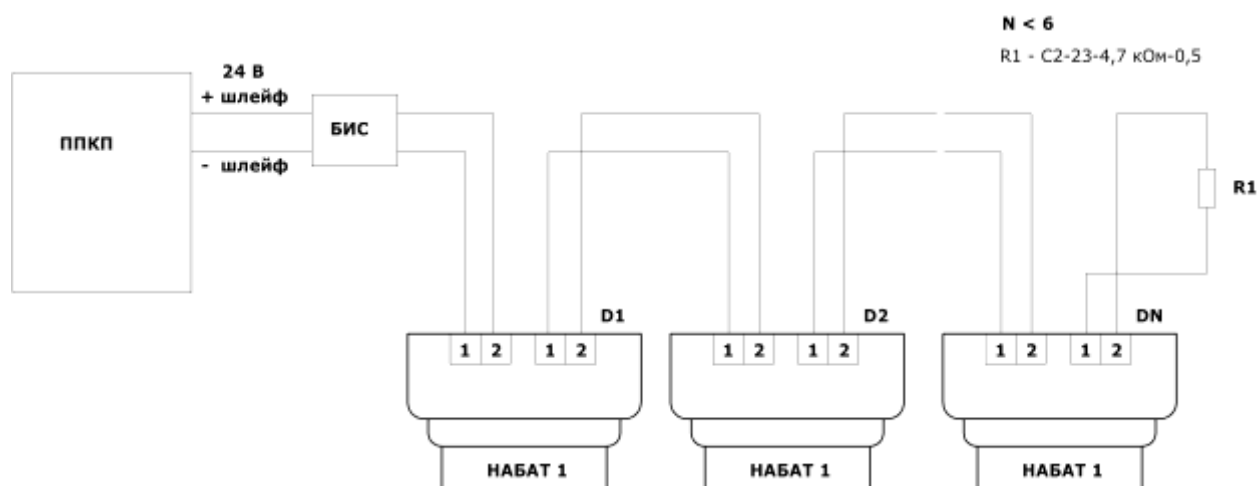 N < 6
R1 - С2-23-4,7 кОм-0,5
24 В
+ шлейф
ППКП
БИС
- шлейф
R1
D1
D2
DN
1 2 1 2
1 2 1 2
1 2 1 2
НАБАТ 1
НАБАТ 1
НАБАТ 1